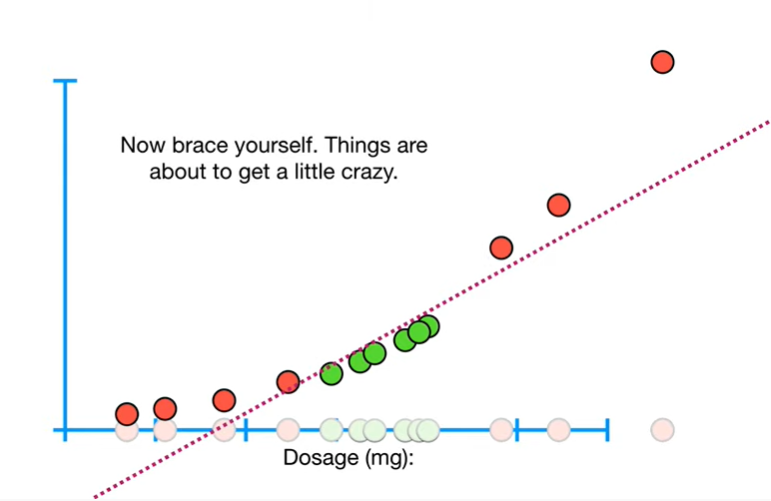 Now brace yourself. Things are
about to get a little crazy.
Dosage (mg):